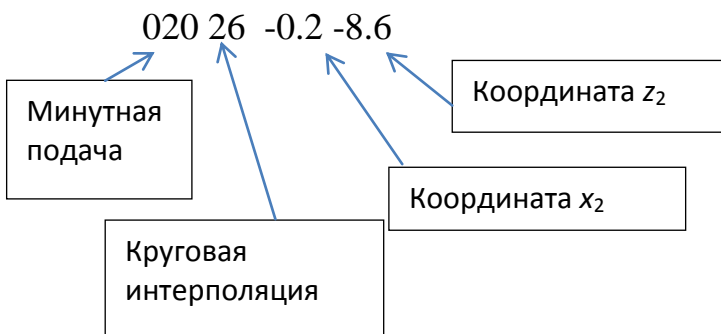 020 26 -0.2 -8.6
Минутная
подача
Координата z₂
Координата x₂
Круговая
интерполяция